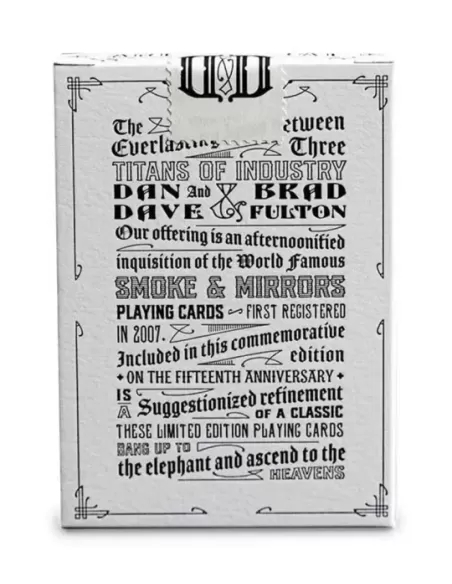 The etween
Everlasting Three
TITANS OF INDUSTRY
DAN And BRAD
DAVE & FULTON
Our offering is an afternoonified
inquisition of the World Famous
SMOKE & MIRRORS
PLAYING CARDS ~ FIRST REGISTERED
IN 2007.
Included in this commemorative
edition
• ON THE FIFTEENTH ANNIVERSARY •
IS A Suggestionized refinement
OF A CLASSIC
THESE LIMITED EDITION PLAYING CARDS
BANG UP TO
the elephant and ascend to the
HEAVENS